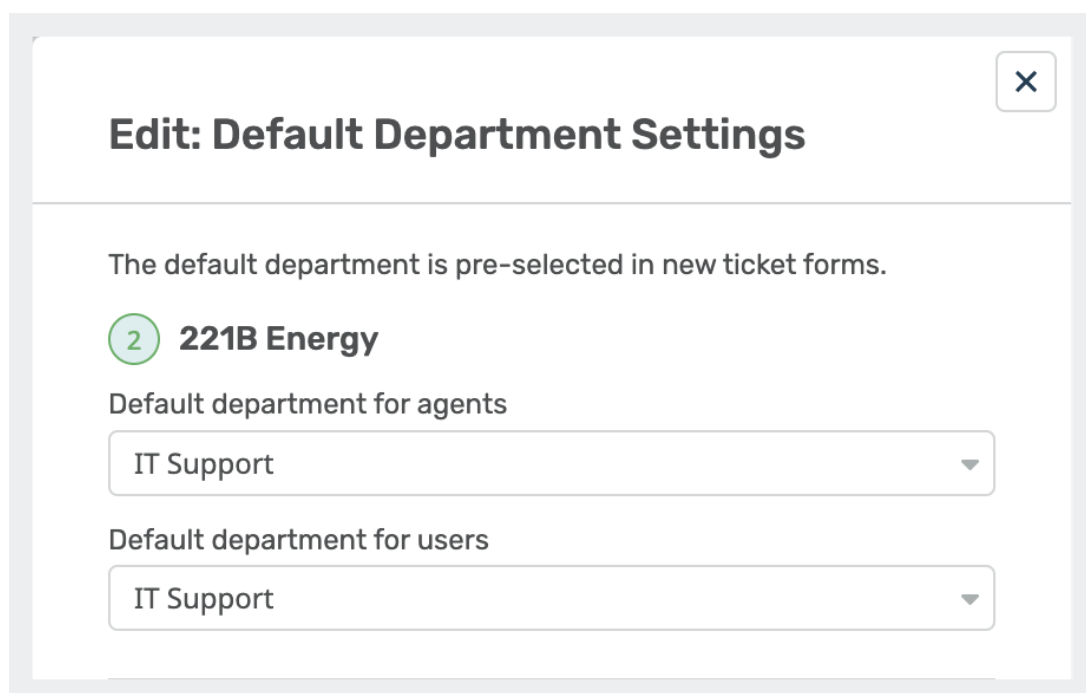 Edit: Default Department Settings
The default department is pre-selected in new ticket forms.
2 221B Energy
Default department for agents
IT Support
Default department for users
IT Support